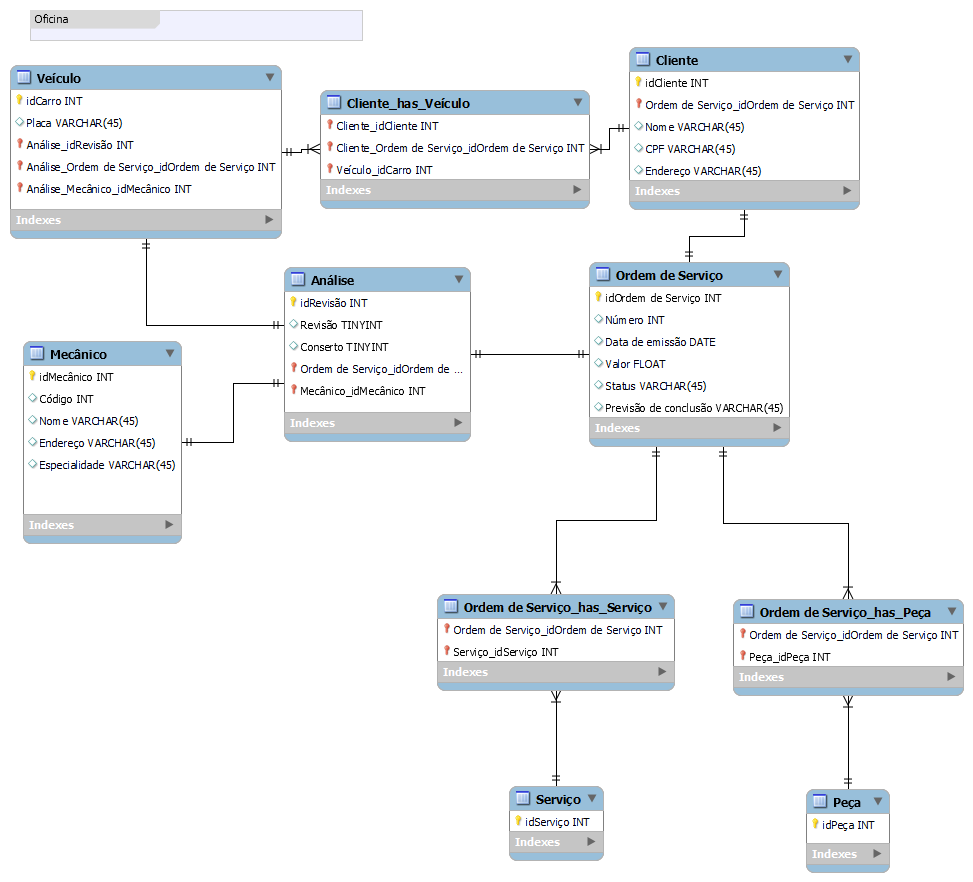 Oficina
Veículo
idCarro INT
Placa VARCHAR(45)
Análise_idRevisão INT
Análise_Ordem de Serviço_idOrdem de Serviço INT
Análise_Mecânico_idMecânico INT
Indexes
Cliente_has_Veículo
Cliente_idCliente INT
Cliente_Ordem de Serviço_idOrdem de Serviço INT
Veículo_idCarro INT
Indexes
Cliente
idCliente INT
Ordem de Serviço_idOrdem de Serviço INT
Nome VARCHAR(45)
CPF VARCHAR(45)
Endereço VARCHAR(45)
Indexes
Análise
idRevisão INT
Revisão TINYINT
Conserto TINYINT
Ordem de Serviço_idOrdem de ...
Mecânico_idMecânico INT
Indexes
Ordem de Serviço
idOrdem de Serviço INT
Número INT
Data de emissão DATE
Valor FLOAT
Status VARCHAR(45)
Previsão de conclusão VARCHAR(45)
Indexes
Mecânico
idMecânico INT
Código INT
Nome VARCHAR(45)
Endereço VARCHAR(45)
Especialidade VARCHAR(45)
Indexes
Ordem de Serviço_has_Serviço
Ordem de Serviço_idOrdem de Serviço INT
Serviço_idServiço INT
Indexes
Ordem de Serviço_has_Peça
Ordem de Serviço_idOrdem de Serviço INT
Peça_idPeça INT
Indexes
Serviço
idServiço INT
Indexes
Peça
idPeça INT
Indexes